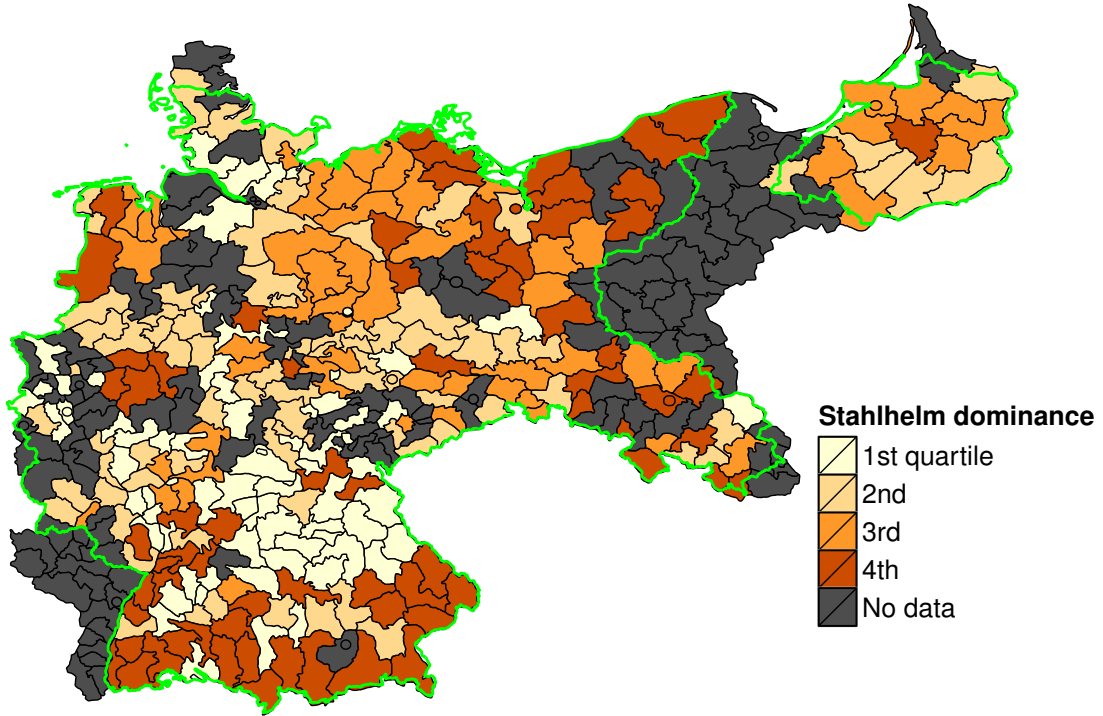 Stahlhelm dominance
1st quartile
2nd
3rd
4th
No data